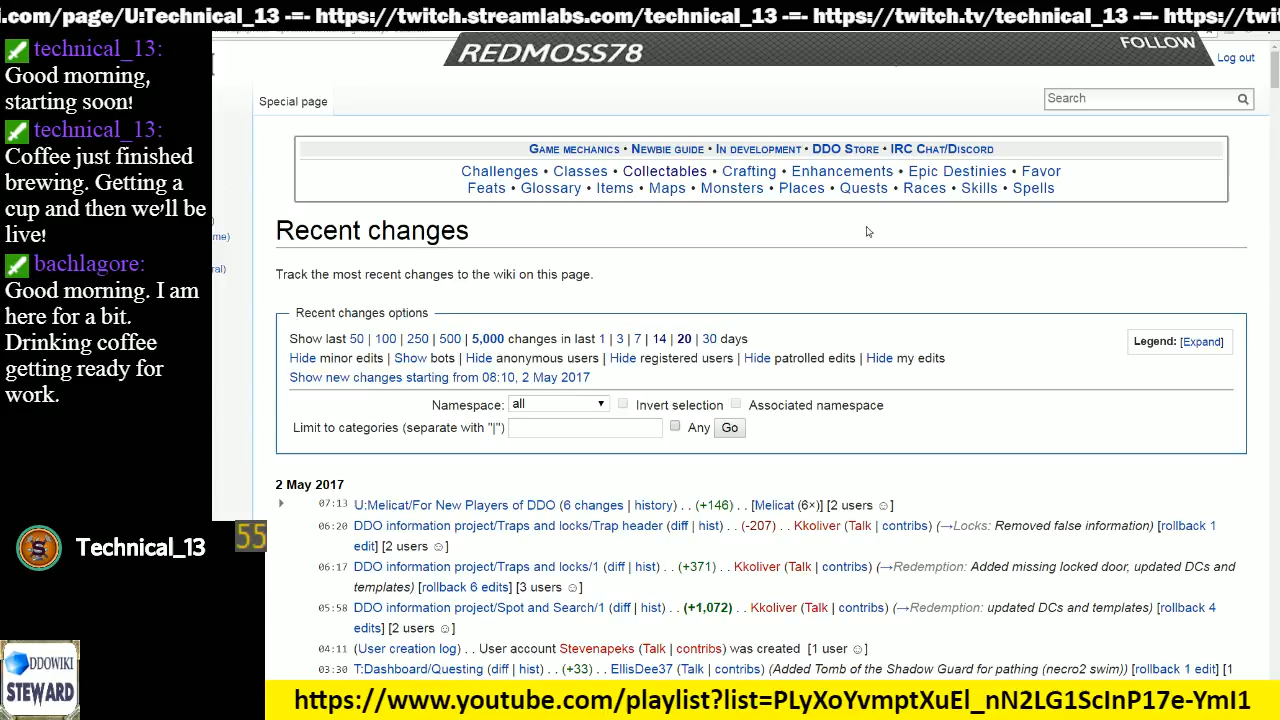 i.com/page/U:Technical_13 -=- https://twitch.streamlabs.com/technical_13 -=- https://twitch.tv/technical_13 -=- https://twit
technical_13:
Good morning,
starting soon!
technical_13:
Coffee just finished
brewing. Getting a
cup and then we'll be
live!
bachlagore:
Good morning. I am
here for a bit.
Drinking coffee
getting ready for
work.
REDMOSS78
FOLLOW
Log out
Special page
Search
Game mechanics • Newbie guide • In development • DDO Store • IRC Chat/Discord
Challenges • Classes • Collectables • Crafting • Enhancements • Epic Destinies • Favor
Feats • Glossary • Items • Maps • Monsters • Places • Quests • Races • Skills • Spells
me)
ral)
Recent changes
Track the most recent changes to the wiki on this page.
Recent changes options
Show last 50 | 100 | 250 | 500 | 5,000 changes in last 1 | 3 | 7 | 14 | 20 | 30 days
Legend: [Expand]
Hide minor edits | Show bots | Hide anonymous users | Hide registered users | Hide patrolled edits | Hide my edits
Show new changes starting from 08:10, 2 May 2017
Namespace: all Invert selection Associated namespace
Limit to categories (separate with "|") Any Go
2 May 2017
07:13 U:Melicat/For New Players of DDO (6 changes | history) . . (+146) . . [Melicat (6×)] [2 users ☺]
06:20 DDO information project/Traps and locks/Trap header (diff | hist) . . (-207) . . Kkoliver (Talk | contribs) (→Locks: Removed false information) [rollback 1
edit] [2 users ☺]
06:17 DDO information project/Traps and locks/1 (diff | hist) . . (+371) . . Kkoliver (Talk | contribs) (→Redemption: Added missing locked door, updated DCs and
templates) [rollback 6 edits] [3 users ☺]
05:58 DDO information project/Spot and Search/1 (diff | hist) . . (+1,072) . . Kkoliver (Talk | contribs) (→Redemption: updated DCs and templates) [rollback 4
edits] [2 users ☺]
04:11 (User creation log) . . User account Stevenapeks (Talk | contribs) was created [1 user ☺]
03:30 T:Dashboard/Questing (diff | hist) . . (+33) . . EllisDee37 (Talk | contribs) (Added Tomb of the Shadow Guard for pathing (necro2 swim)) [rollback 1 edit] [1
Technical_13
55
DDOWIKI
STEWARD
https://www.youtube.com/playlist?list=PLyXoYvmptXuEl_nN2LG1ScInP17e-YmI1